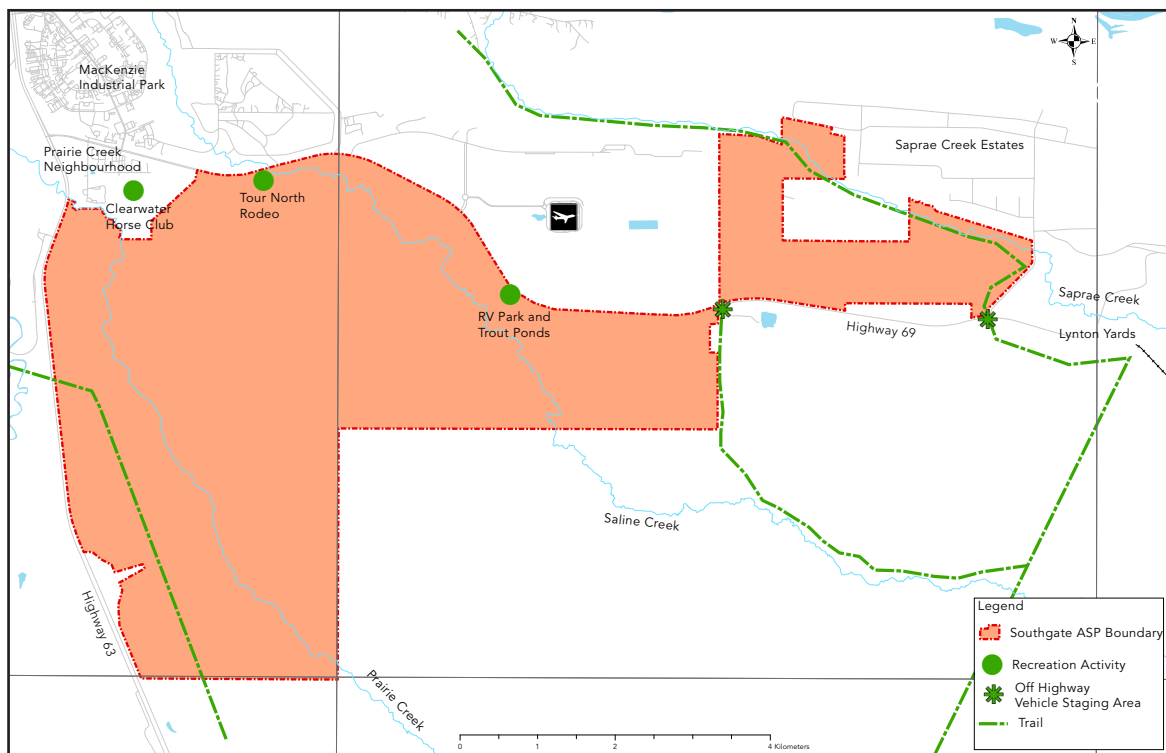 MacKenzie
Industrial Park
N
W E
S
Prairie Creek
Neighbourhood
Saprae Creek Estates
Clearwater
Horse Club
Tour North
Rodeo
RV Park and
Trout Ponds
Highway 69
Saprae Creek
Lynton Yards
Saline Creek
Highway 63
Prairie Creek
Legend
Southgate ASP Boundary
Recreation Activity
Off Highway
Vehicle Staging Area
Trail
0 1 2 4 Kilometers